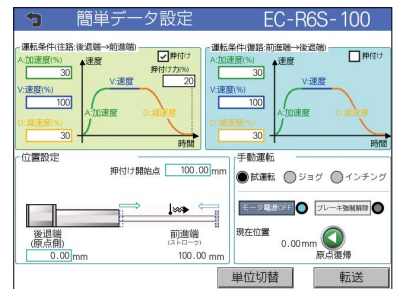 簡単データ設定 EC-R6S-100
運転条件(往路:後退端→前進端)
A:加速度(%)
30
V:速度(%)
100
D:減速度(%)
30
速度
V:速度
A:加速度
D:減速度
時間
押付け
押付け力(%)
20
運転条件(復路:前進端→後退端)
A:加速度(%)
30
V:速度(%)
100
D:減速度(%)
30
速度
V:速度
A:加速度
D:減速度
時間
押付け
位置設定
押付け開始点 100.00 mm
後退端
(原点側)
0.00 mm
前進端
(ストローク)
100.00 mm
手動運転
試運転 ジョグ インチング
モータ電源OFF ブレーキ強制解除
現在位置
0.00mm
原点復帰
単位切替 転送